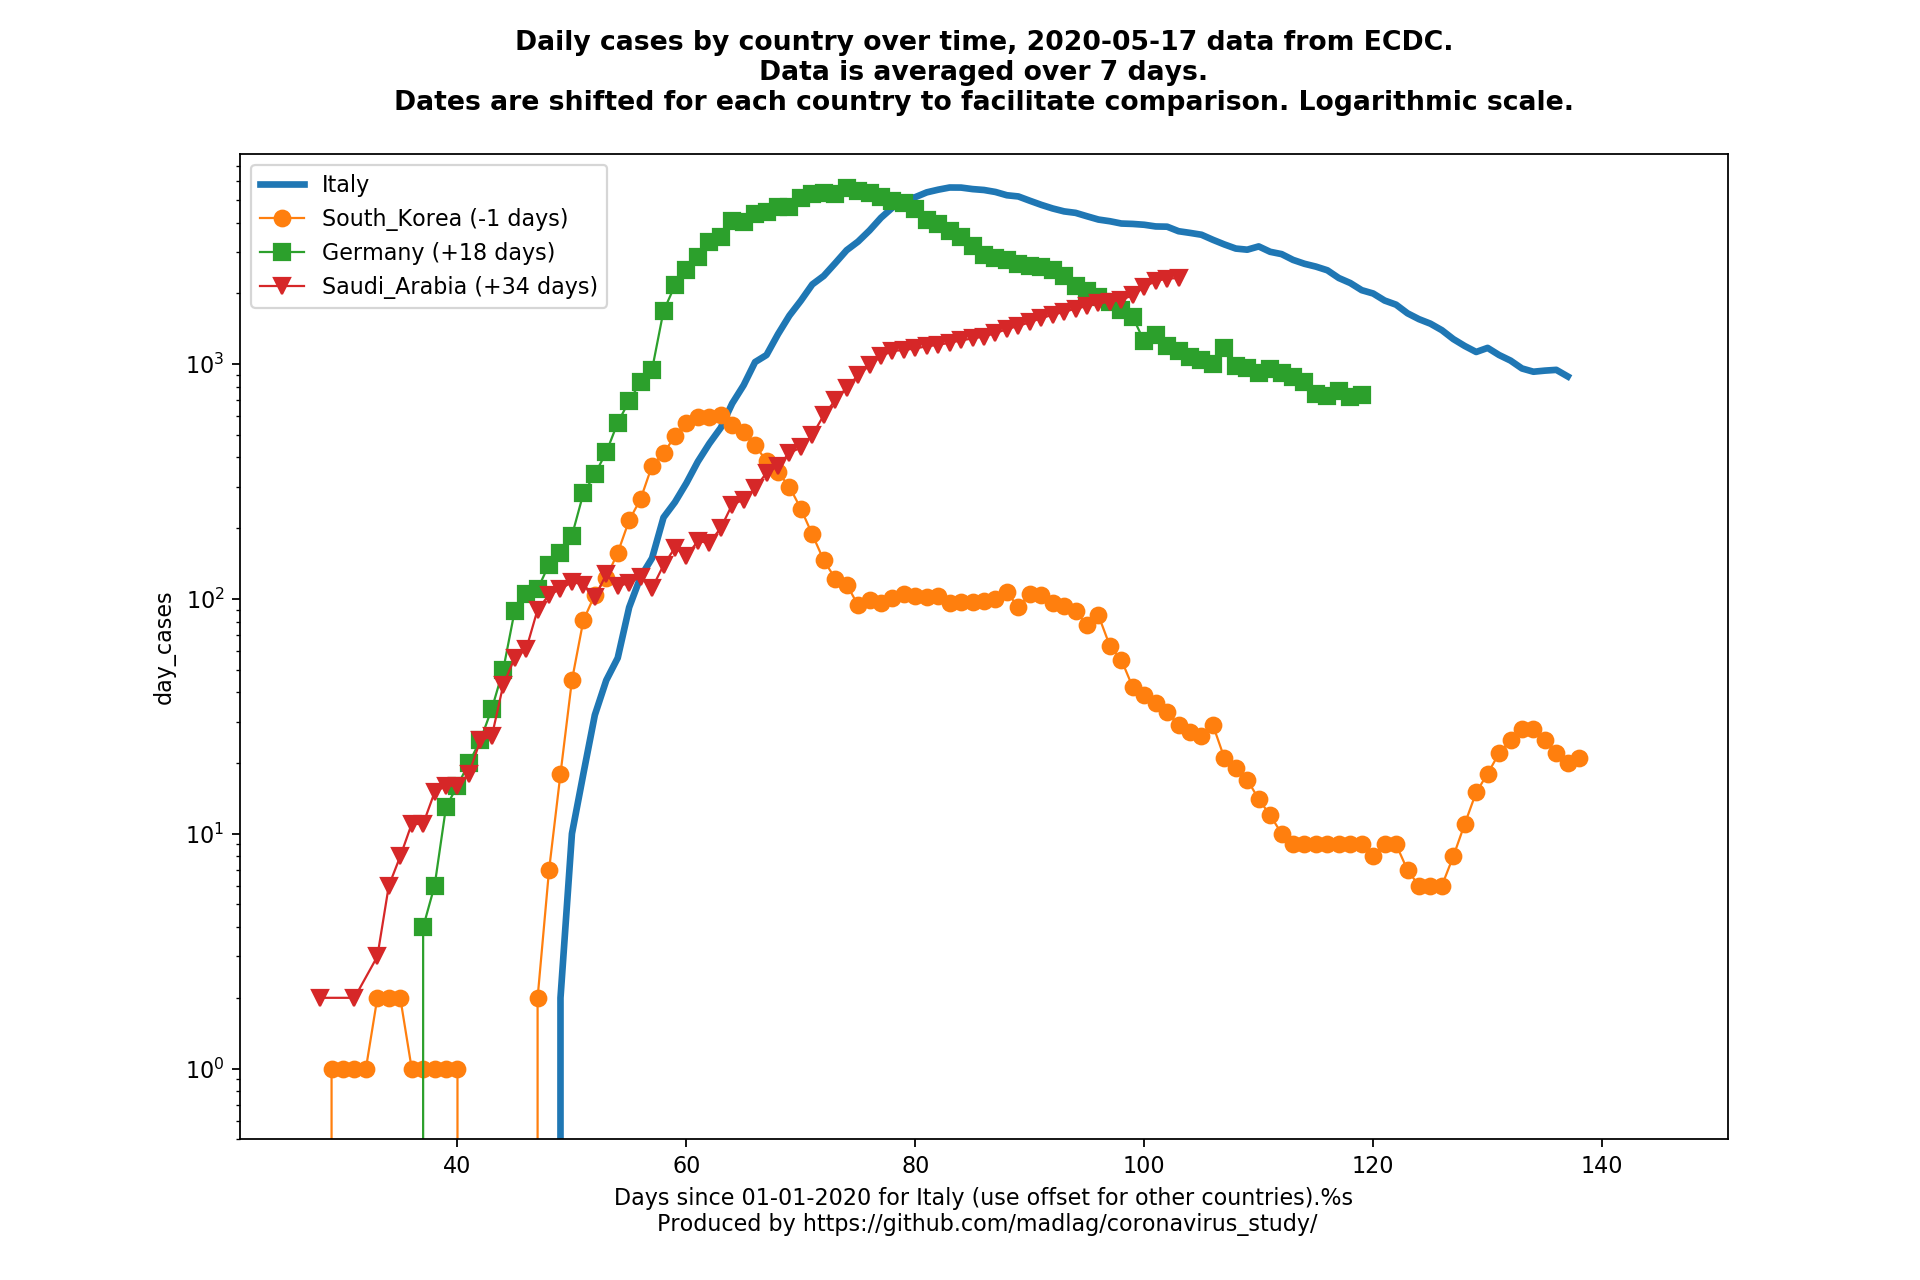 Daily cases by country over time, 2020-05-17 data from ECDC.
Data is averaged over 7 days.
Dates are shifted for each country to facilitate comparison. Logarithmic scale.
Italy
South_Korea (-1 days)
Germany (+18 days)
Saudi_Arabia (+34 days)
day_cases
10³
10²
10¹
10⁰
40 60 80 100 120 140
Days since 01-01-2020 for Italy (use offset for other countries).%s
Produced by https://github.com/madlag/coronavirus_study/